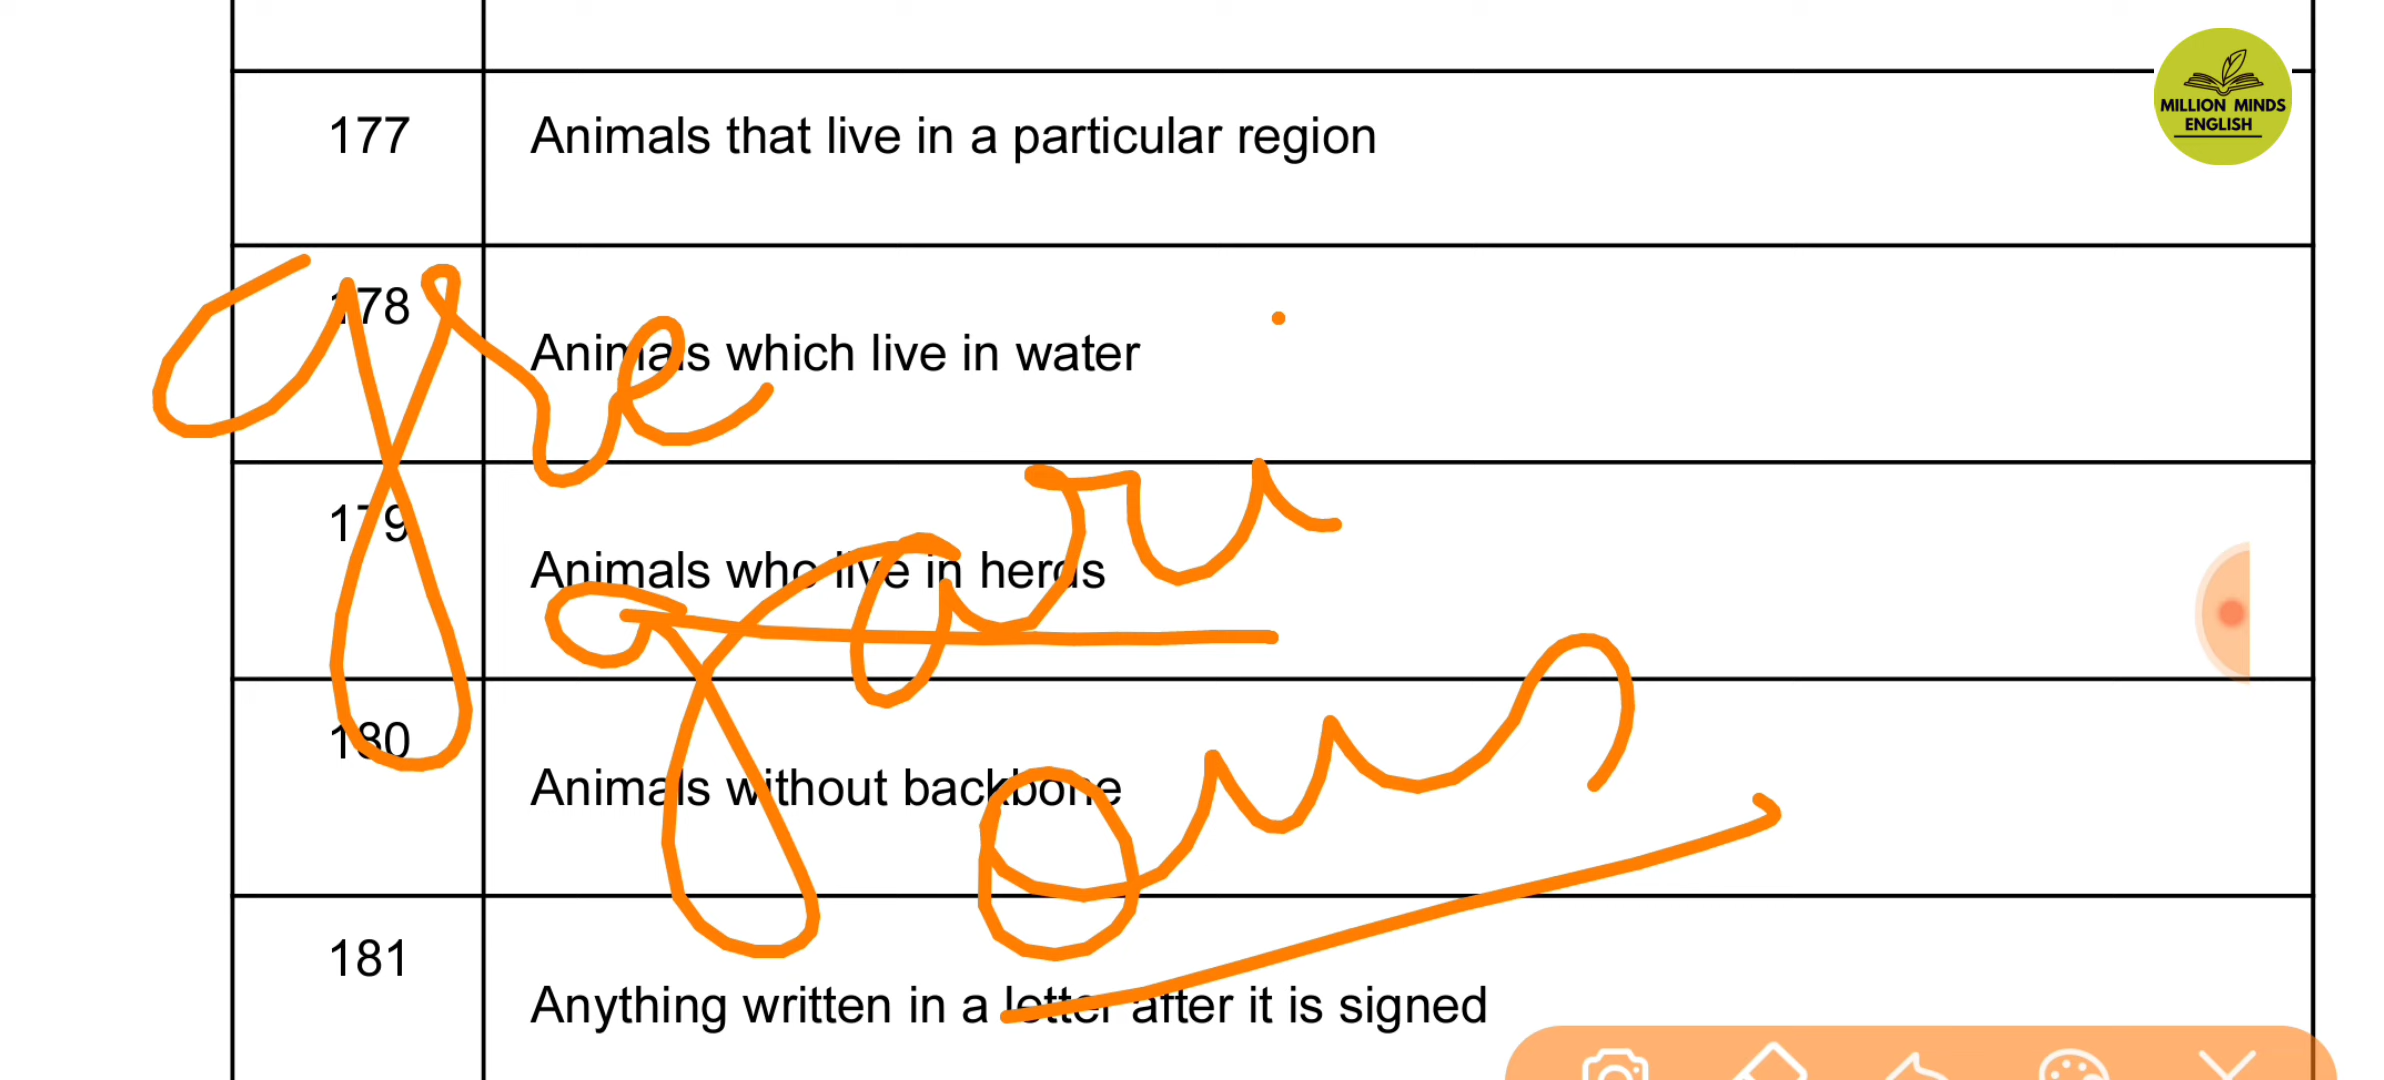 MILLION MINDS
ENGLISH
177 Animals that live in a particular region
178 Animals which live in water
gre
179 Animals who live in herds
gari
180 Animals without backbone
gous
181 Anything written in a letter after it is signed